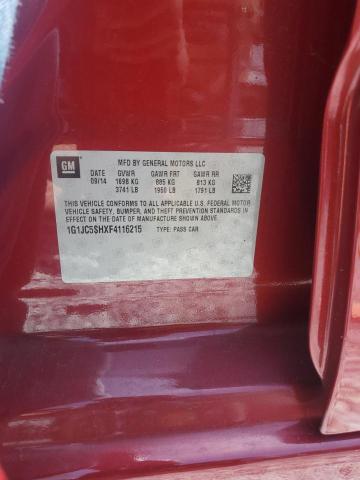 GM
MFD BY GENERAL MOTORS LLC
DATE GVWR GAWR FRT GAWR RR
09/14 1698 KG 885 KG 813 KG
3741 LB 1950 LB 1791 LB
THIS VEHICLE CONFORMS TO ALL APPLICABLE U.S. FEDERAL MOTOR
VEHICLE SAFETY, BUMPER, AND THEFT PREVENTION STANDARDS
IN EFFECT ON THE DATE OF MANUFACTURE SHOWN ABOVE.
1G1JC5SHXF4116215 TYPE: PASS CAR